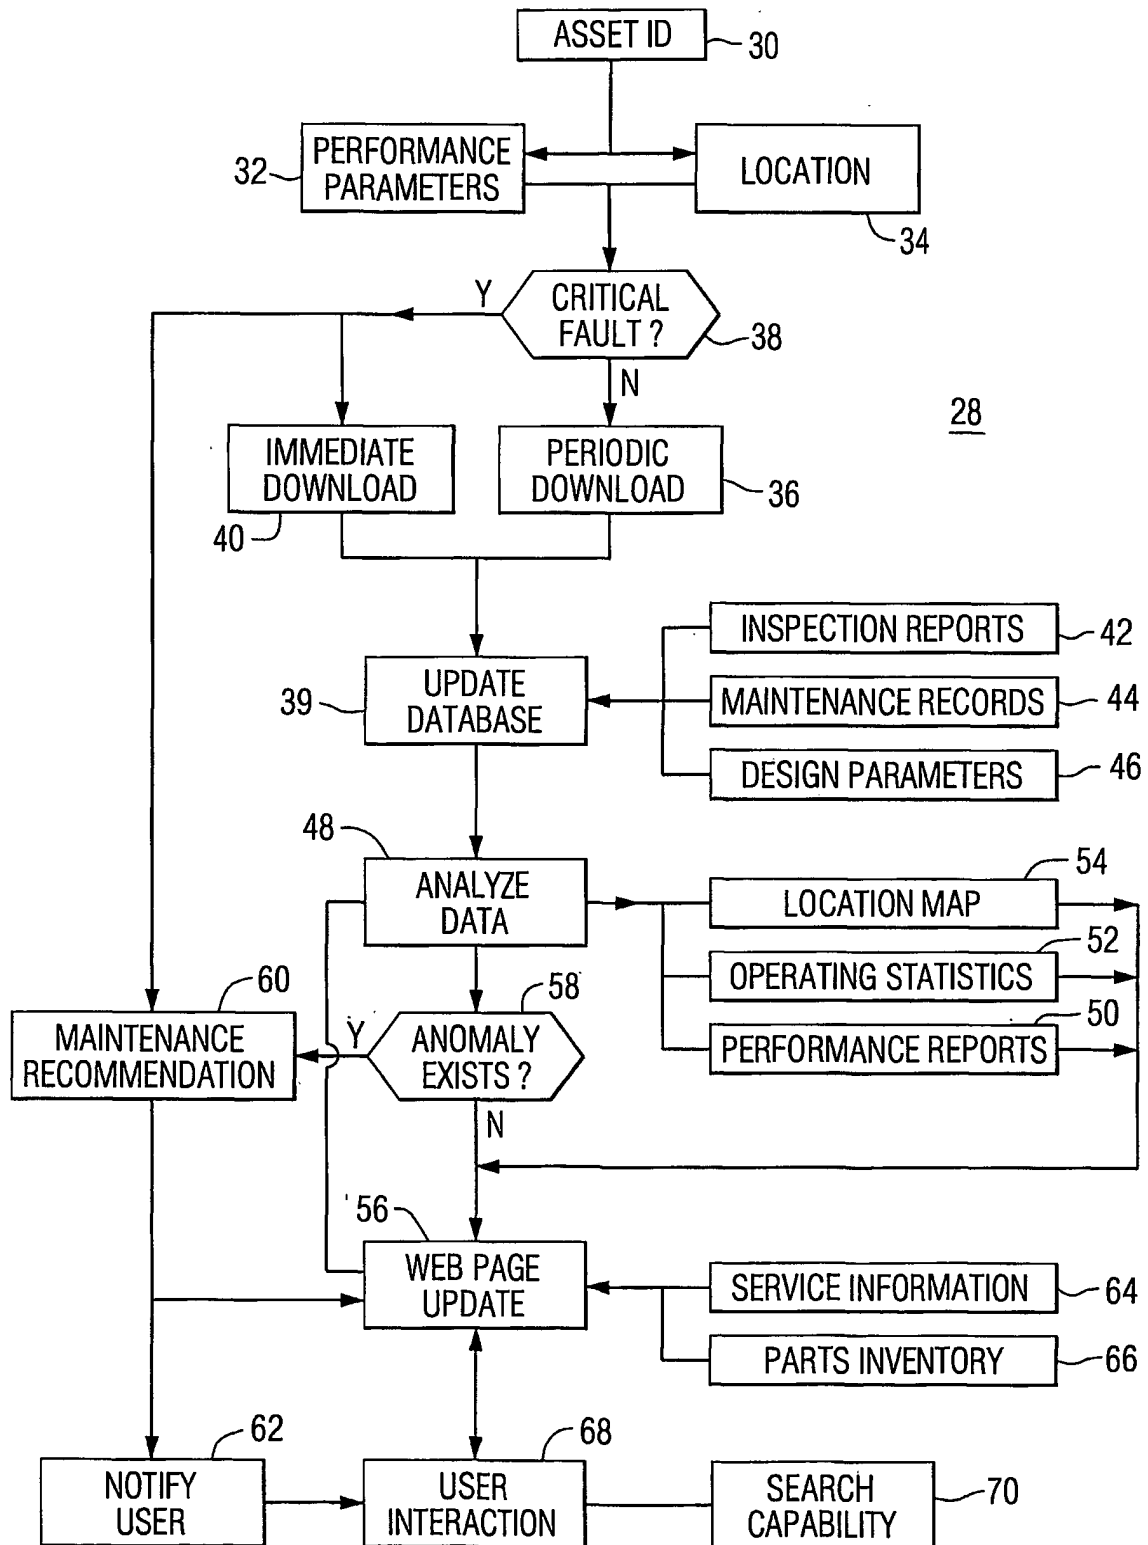 ASSET ID
30
PERFORMANCE
PARAMETERS
32
LOCATION
34
CRITICAL
FAULT ?
38
Y
N
28
IMMEDIATE
DOWNLOAD
40
PERIODIC
DOWNLOAD
36
UPDATE
DATABASE
39
INSPECTION REPORTS
42
MAINTENANCE RECORDS
44
DESIGN PARAMETERS
46
48
ANALYZE
DATA
54
LOCATION MAP
52
OPERATING STATISTICS
50
PERFORMANCE REPORTS
60
MAINTENANCE
RECOMMENDATION
Y
58
ANOMALY
EXISTS ?
N
56
WEB PAGE
UPDATE
SERVICE INFORMATION
64
PARTS INVENTORY
66
62
NOTIFY
USER
68
USER
INTERACTION
SEARCH
CAPABILITY
70